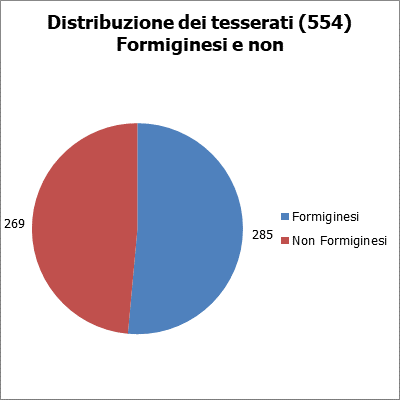 Distribuzione dei tesserati (554)
Formiginesi e non
269
285
Formiginesi
Non Formiginesi